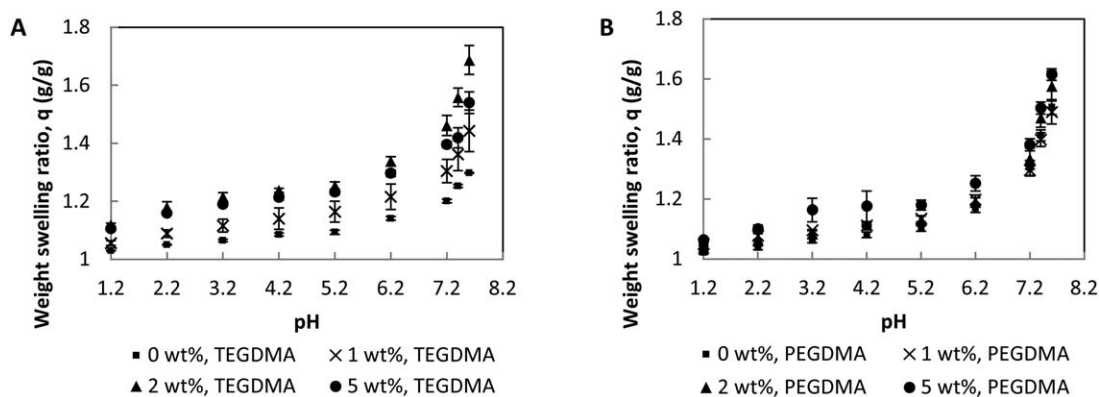 A
Weight swelling ratio, q (g/g)
1.8
1.6
1.4
1.2
1
1.2 2.2 3.2 4.2 5.2 6.2 7.2 8.2
pH
0 wt%, TEGDMA 1 wt%, TEGDMA
2 wt%, TEGDMA 5 wt%, TEGDMA
B
Weight swelling ratio, q (g/g)
1.8
1.6
1.4
1.2
1
1.2 2.2 3.2 4.2 5.2 6.2 7.2 8.2
pH
0 wt%, PEGDMA 1 wt%, PEGDMA
2 wt%, PEGDMA 5 wt%, PEGDMA